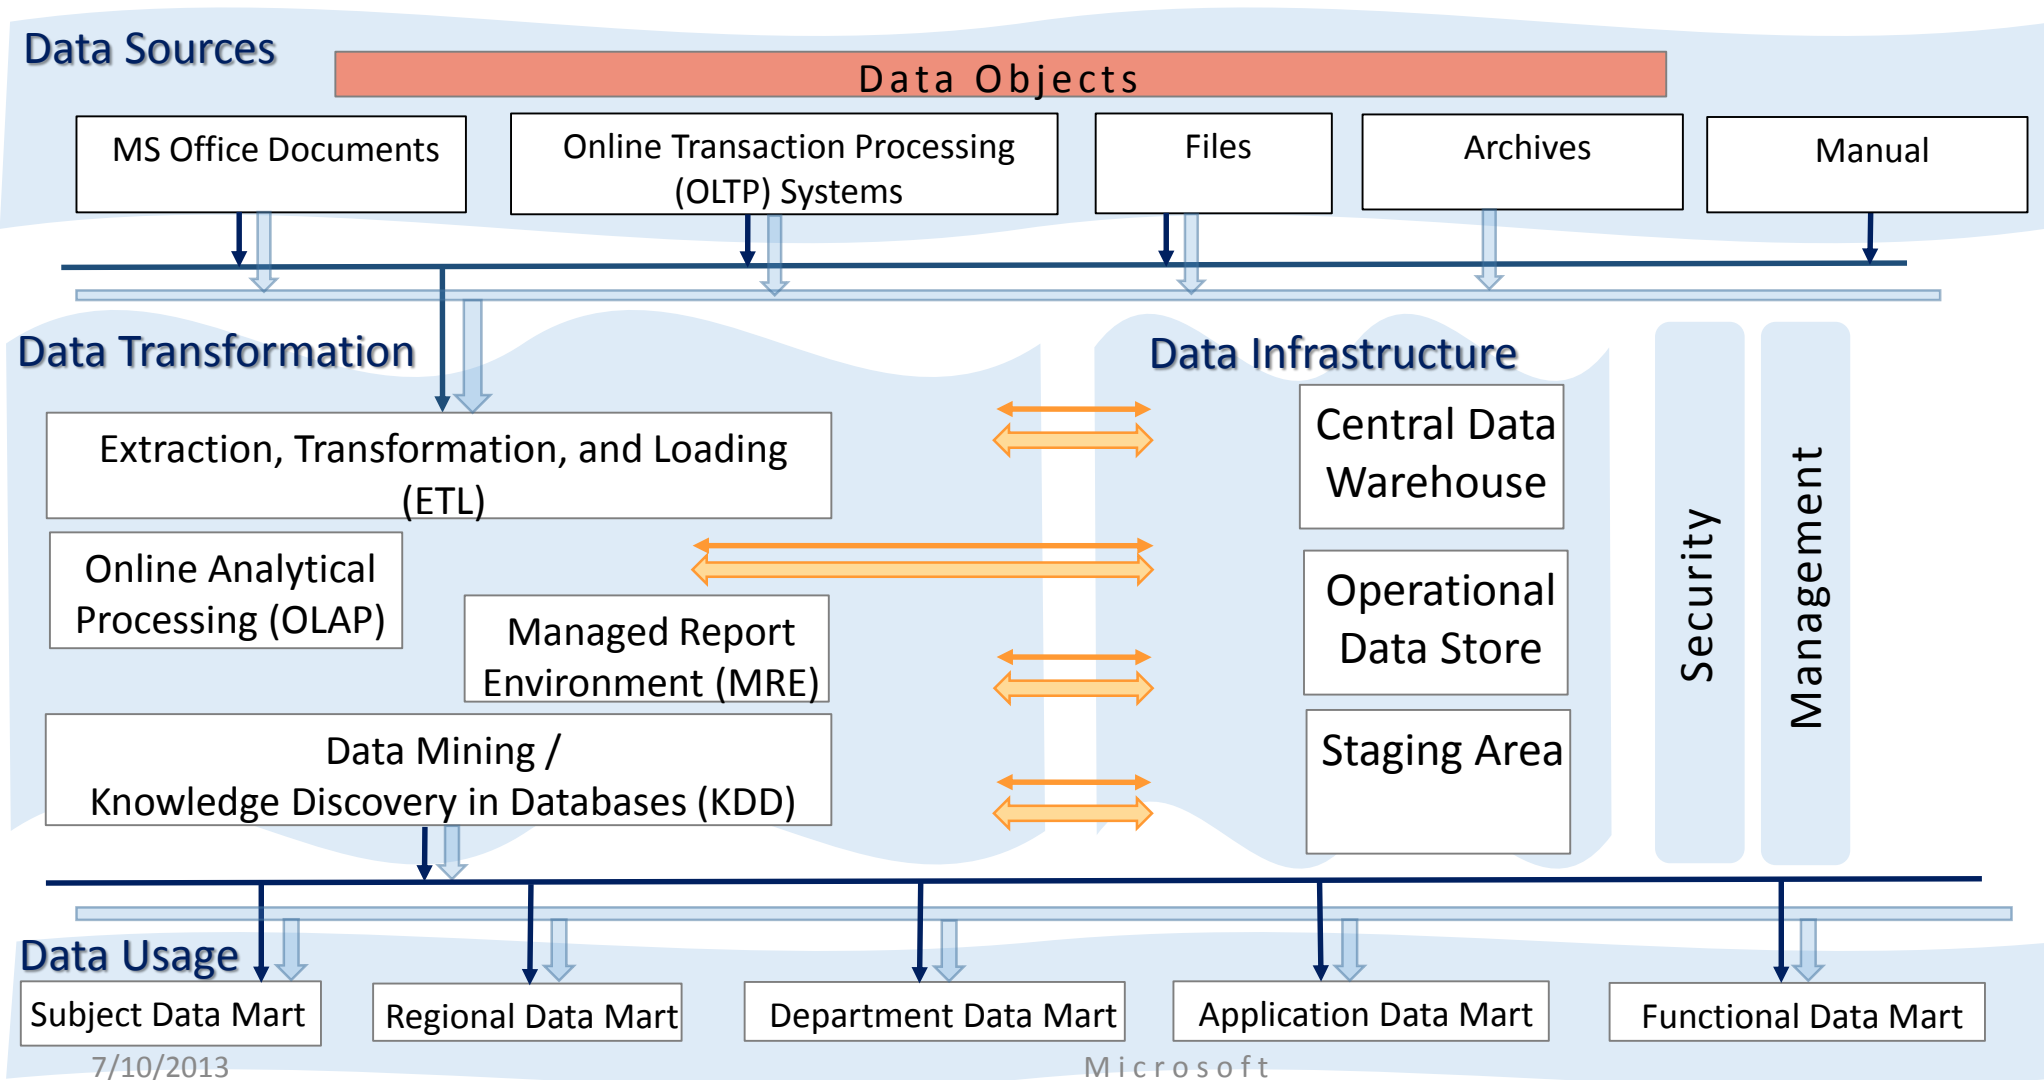 Data Sources
Data Objects
MS Office Documents
Online Transaction Processing
(OLTP) Systems
Files
Archives
Manual
Data Transformation
Extraction, Transformation, and Loading
(ETL)
Online Analytical
Processing (OLAP)
Managed Report
Environment (MRE)
Data Mining /
Knowledge Discovery in Databases (KDD)
Data Infrastructure
Central Data
Warehouse
Operational
Data Store
Staging Area
Security
Management
Data Usage
Subject Data Mart
Regional Data Mart
Department Data Mart
Application Data Mart
Functional Data Mart
7/10/2013
Microsoft